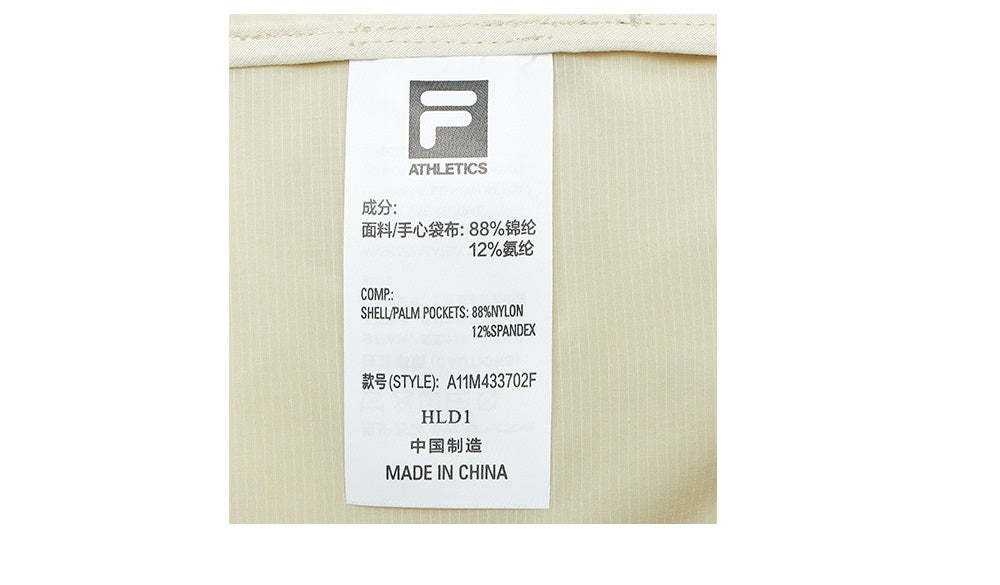 F
ATHLETICS
成分:
面料/手心袋布: 88%锦纶
12%氨纶
COMP.:
SHELL/PALM POCKETS: 88%NYLON
12%SPANDEX
款号(STYLE): A11M433702F
HLD1
中国制造
MADE IN CHINA